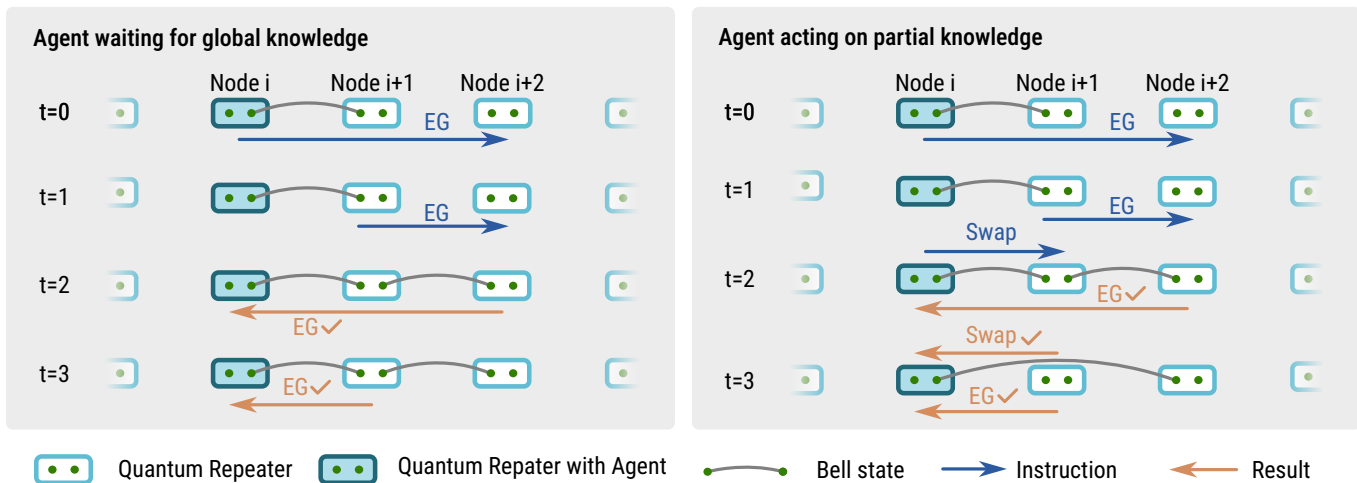 Agent waiting for global knowledge
Node i Node i+1 Node i+2
t=0
EG
t=1
EG
t=2
EG✓
t=3
EG✓
Agent acting on partial knowledge
Node i Node i+1 Node i+2
t=0
EG
t=1
EG
Swap
t=2
EG✓
Swap ✓
t=3
EG✓
Quantum Repeater
Quantum Repater with Agent
Bell state
Instruction
Result